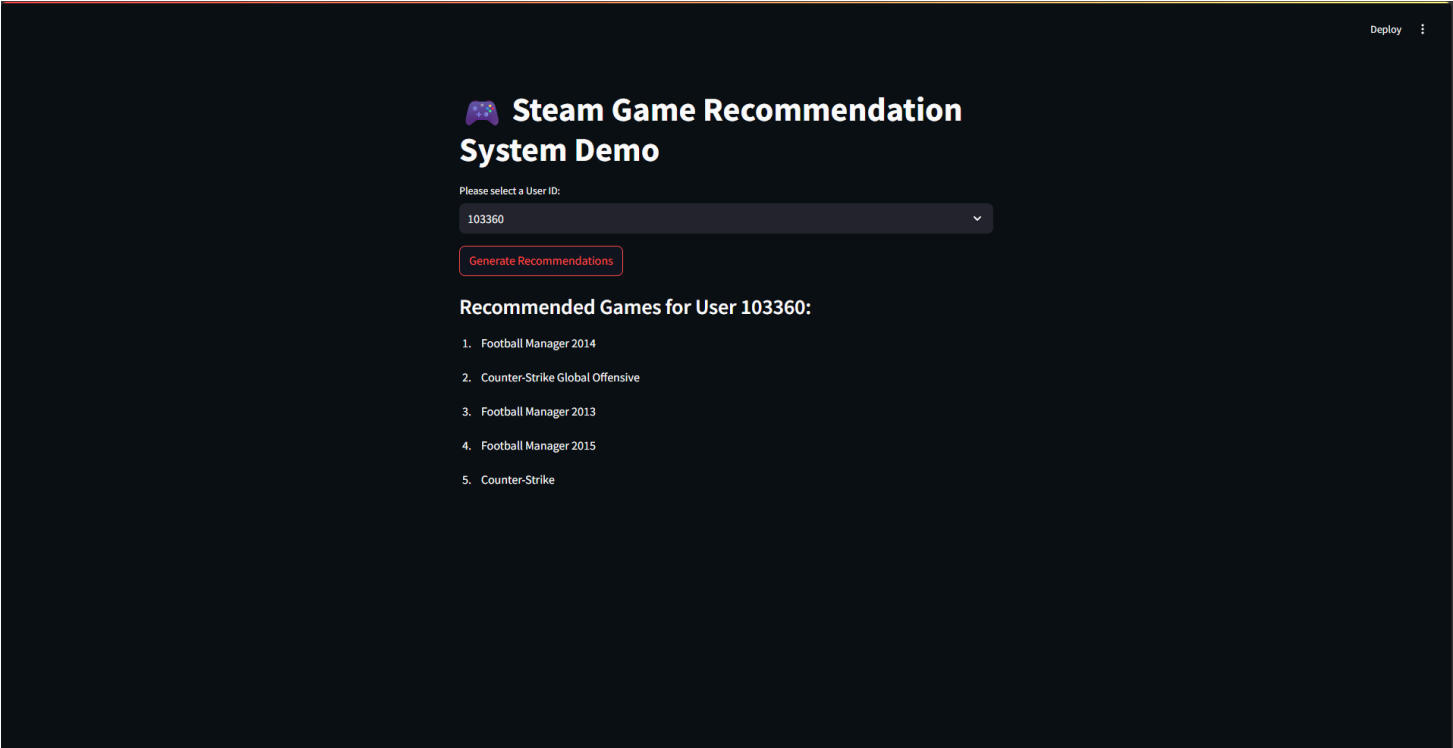 Deploy
Steam Game Recommendation
System Demo
Please select a User ID:
103360
Generate Recommendations
Recommended Games for User 103360:
1. Football Manager 2014
2. Counter-Strike Global Offensive
3. Football Manager 2013
4. Football Manager 2015
5. Counter-Strike